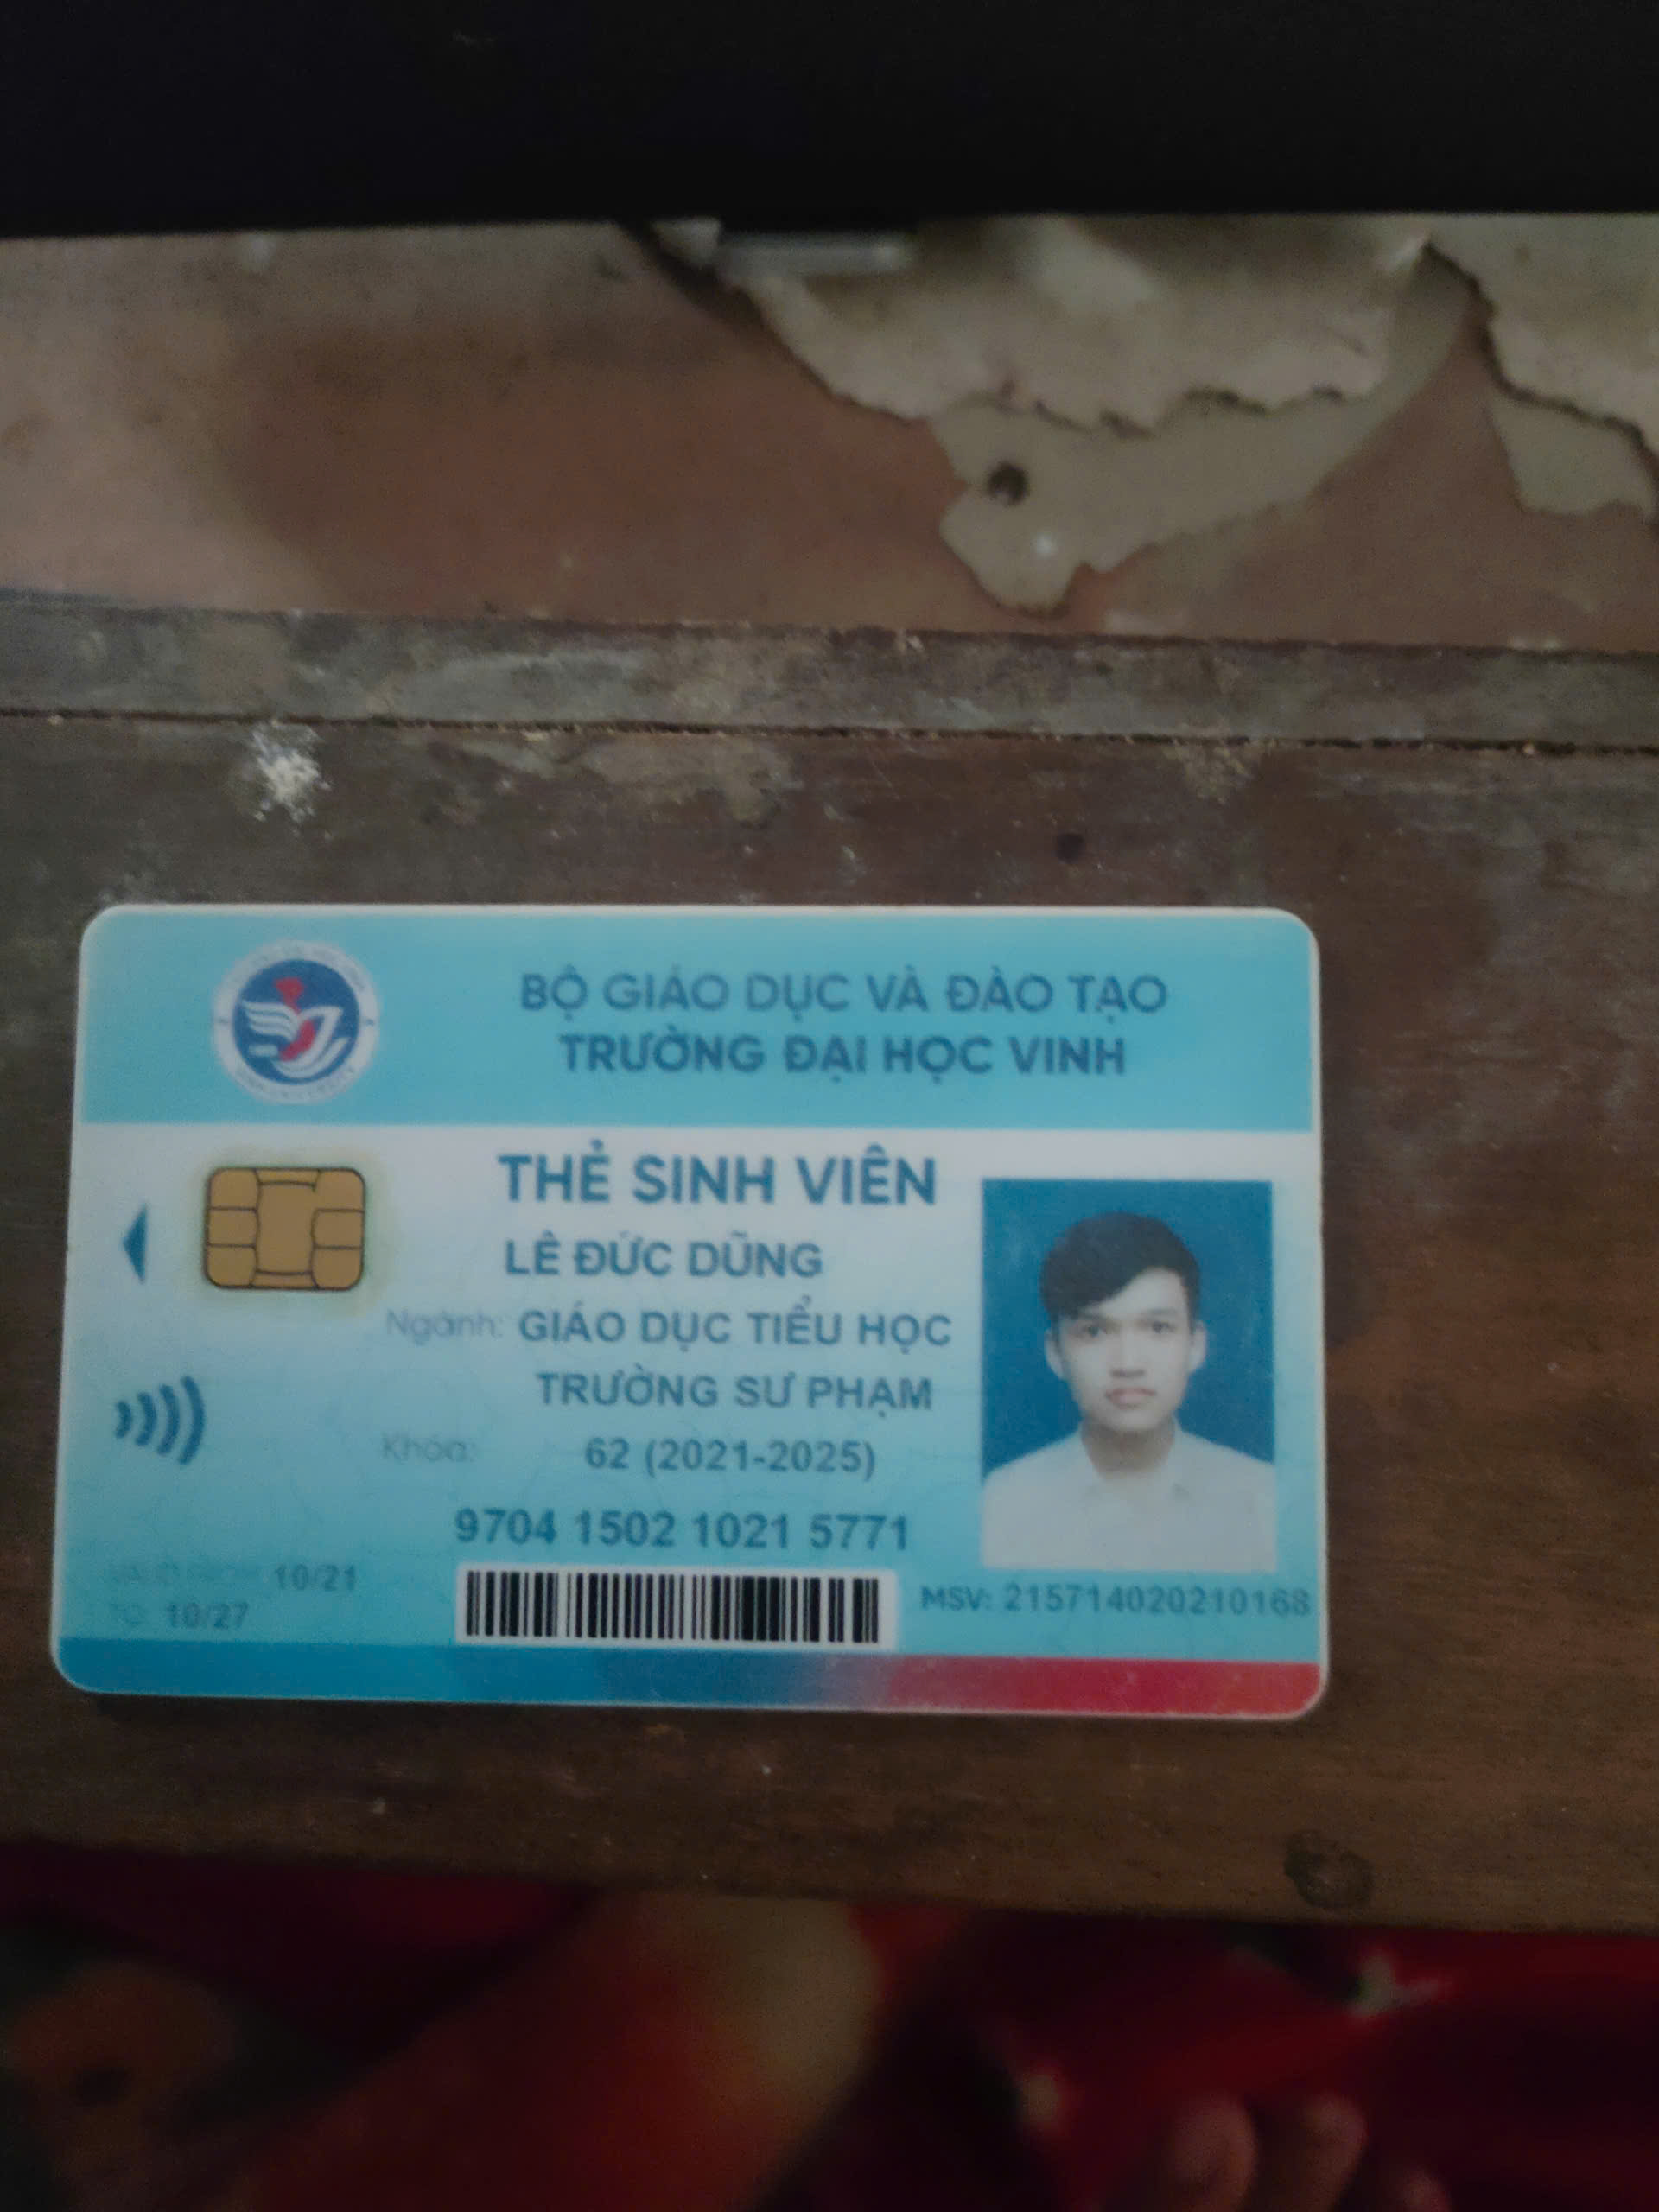 BỘ GIÁO DỤC VÀ ĐÀO TẠO
TRƯỜNG ĐẠI HỌC VINH
THẺ SINH VIÊN
LÊ ĐỨC DŨNG
Ngành: GIÁO DỤC TIỂU HỌC
TRƯỜNG SƯ PHẠM
Khóa: 62 (2021-2025)
9704 1502 1021 5771
VALID FROM 10/21
TO 10/27
MSV: 215714020210168